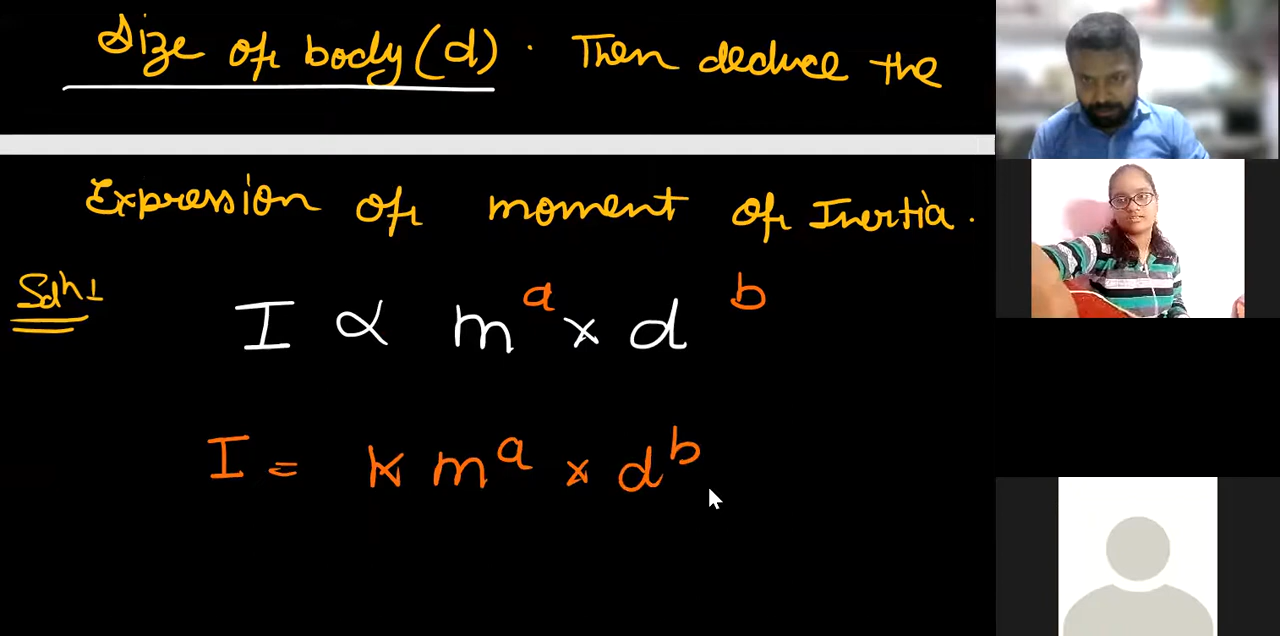 Size of body (d). Then deduce the
Expression of moment of Inertia.
Soln
I ∝ m^a × d^b
I = K m^a × d^b